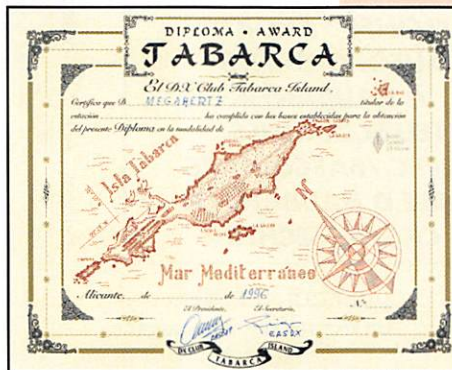 DIPLOMA • AWARD
TABARCA
El DX Club Tabarca Island
Certifica que D. MEGAHERTZ titular de la
estación ha cumplido con las bases establecidas para la obtención
del presente Diploma en la modalidad de
Isla Tabarca
N
Mar Mediterraneo
Alicante, de de 1996
El Presidente, El Secretario,
DX CLUB TABARCA ISLAND